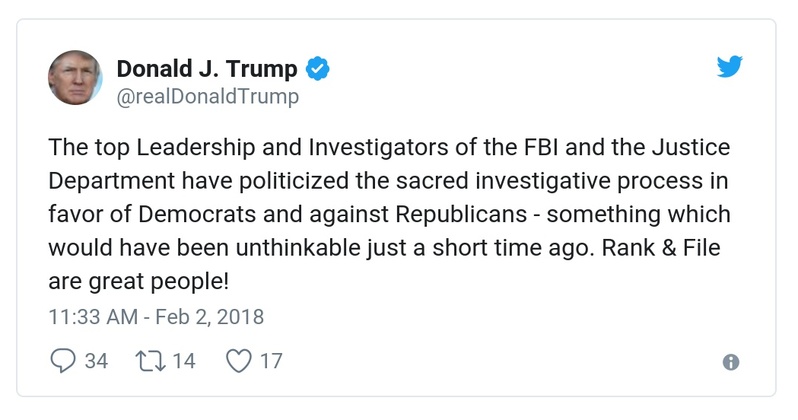 Donald J. Trump
@realDonaldTrump
The top Leadership and Investigators of the FBI and the Justice
Department have politicized the sacred investigative process in
favor of Democrats and against Republicans - something which
would have been unthinkable just a short time ago. Rank & File
are great people!
11:33 AM - Feb 2, 2018
34 14 17